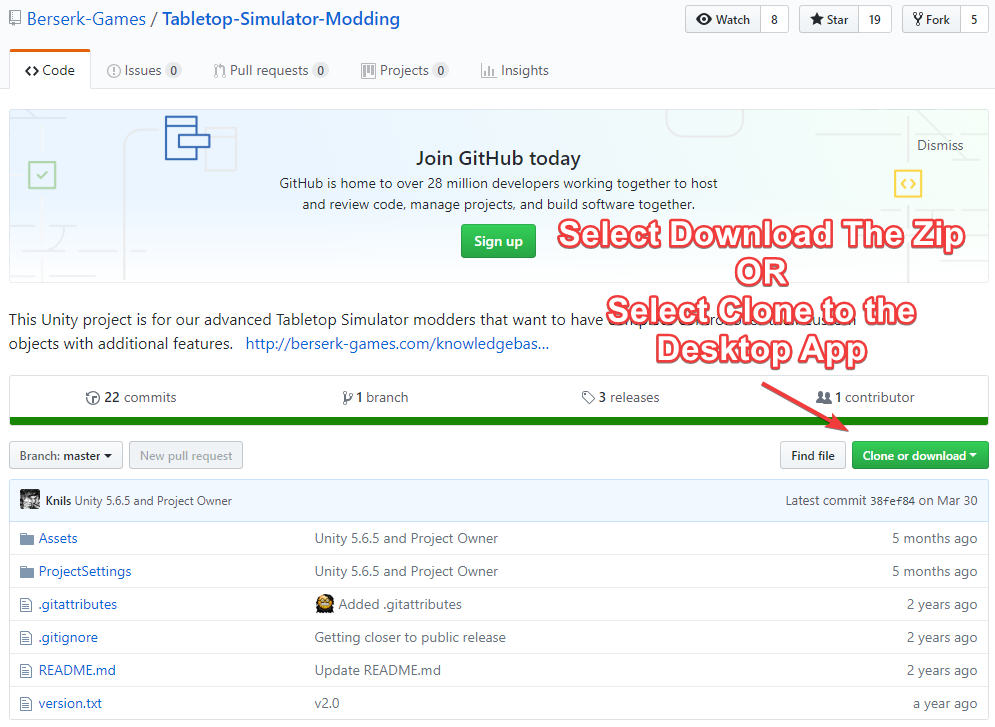 Berserk-Games / Tabletop-Simulator-Modding
Watch 8 Star 19 Fork 5
Code Issues 0 Pull requests 0 Projects 0 Insights
Join GitHub today
Dismiss
GitHub is home to over 28 million developers working together to host
and review code, manage projects, and build software together.
Sign up
Select Download The Zip
OR
Select Clone to the
Desktop App
This Unity project is for our advanced Tabletop Simulator modders that want to have
objects with additional features. http://berserk-games.com/knowledgebas...
22 commits 1 branch 3 releases 1 contributor
Branch: master New pull request Find file Clone or download
Knils Unity 5.6.5 and Project Owner Latest commit 38fef84 on Mar 30
Assets Unity 5.6.5 and Project Owner 5 months ago
ProjectSettings Unity 5.6.5 and Project Owner 5 months ago
.gitattributes Added .gitattributes 2 years ago
.gitignore Getting closer to public release 2 years ago
README.md Update README.md 2 years ago
version.txt v2.0 a year ago